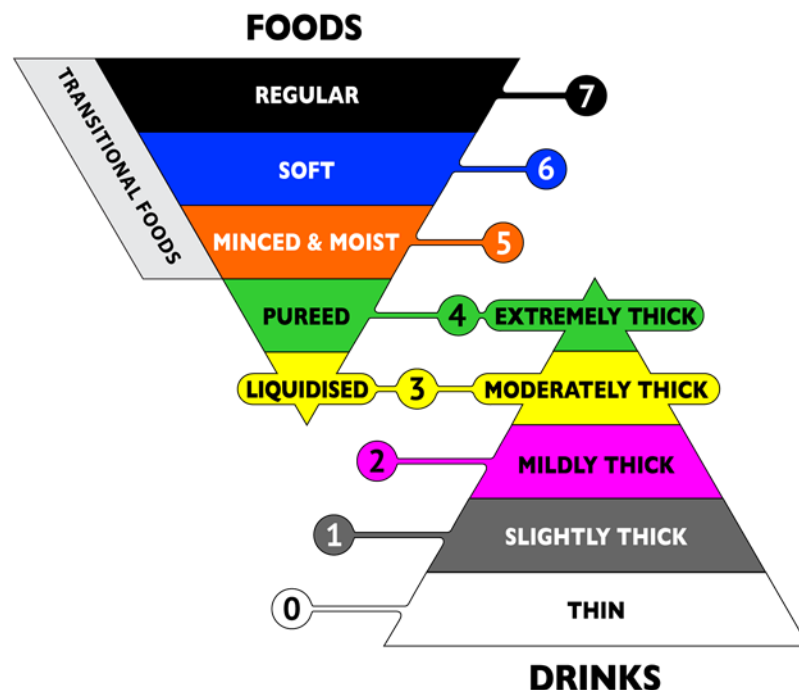 FOODS
TRANSITIONAL FOODS
REGULAR
7
SOFT
6
MINCED & MOIST
5
PUREED
4
EXTREMELY THICK
LIQUIDISED
3
MODERATELY THICK
2
MILDLY THICK
1
SLIGHTLY THICK
0
THIN
DRINKS